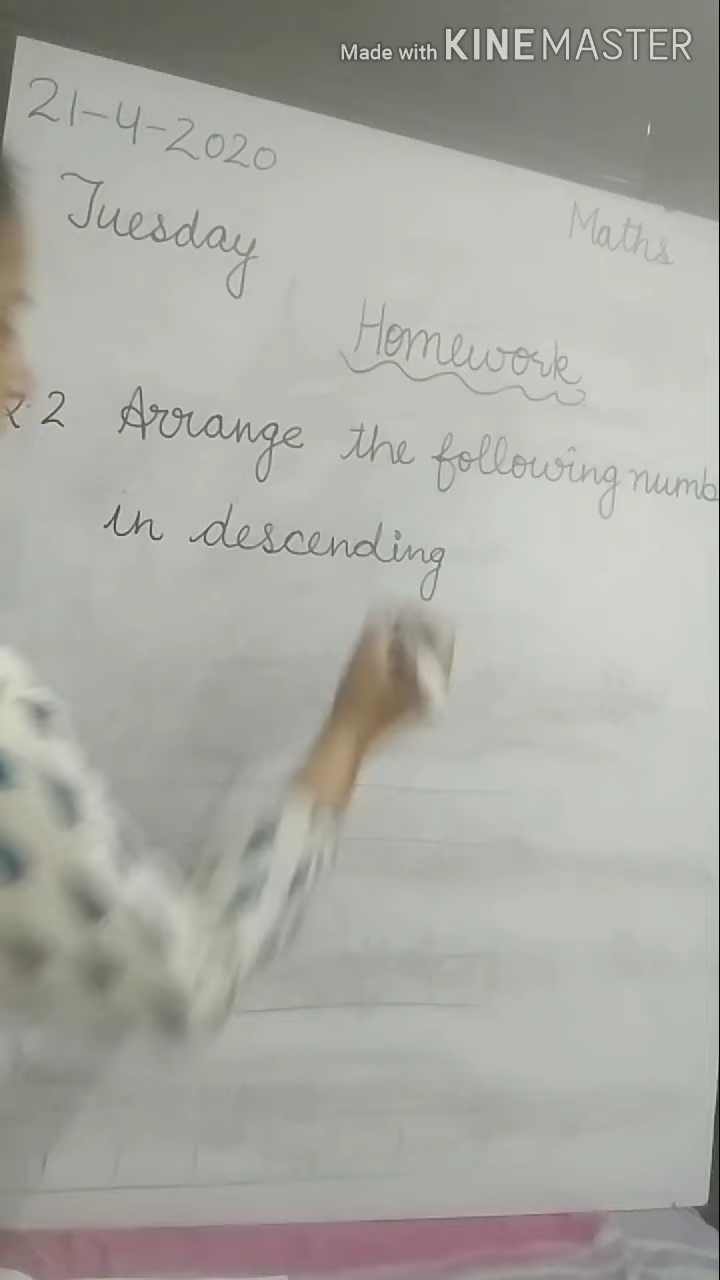 Made with KINEMASTER
21-4-2020
Tuesday
Maths
Homework
2 Arrange the following numb
in descending